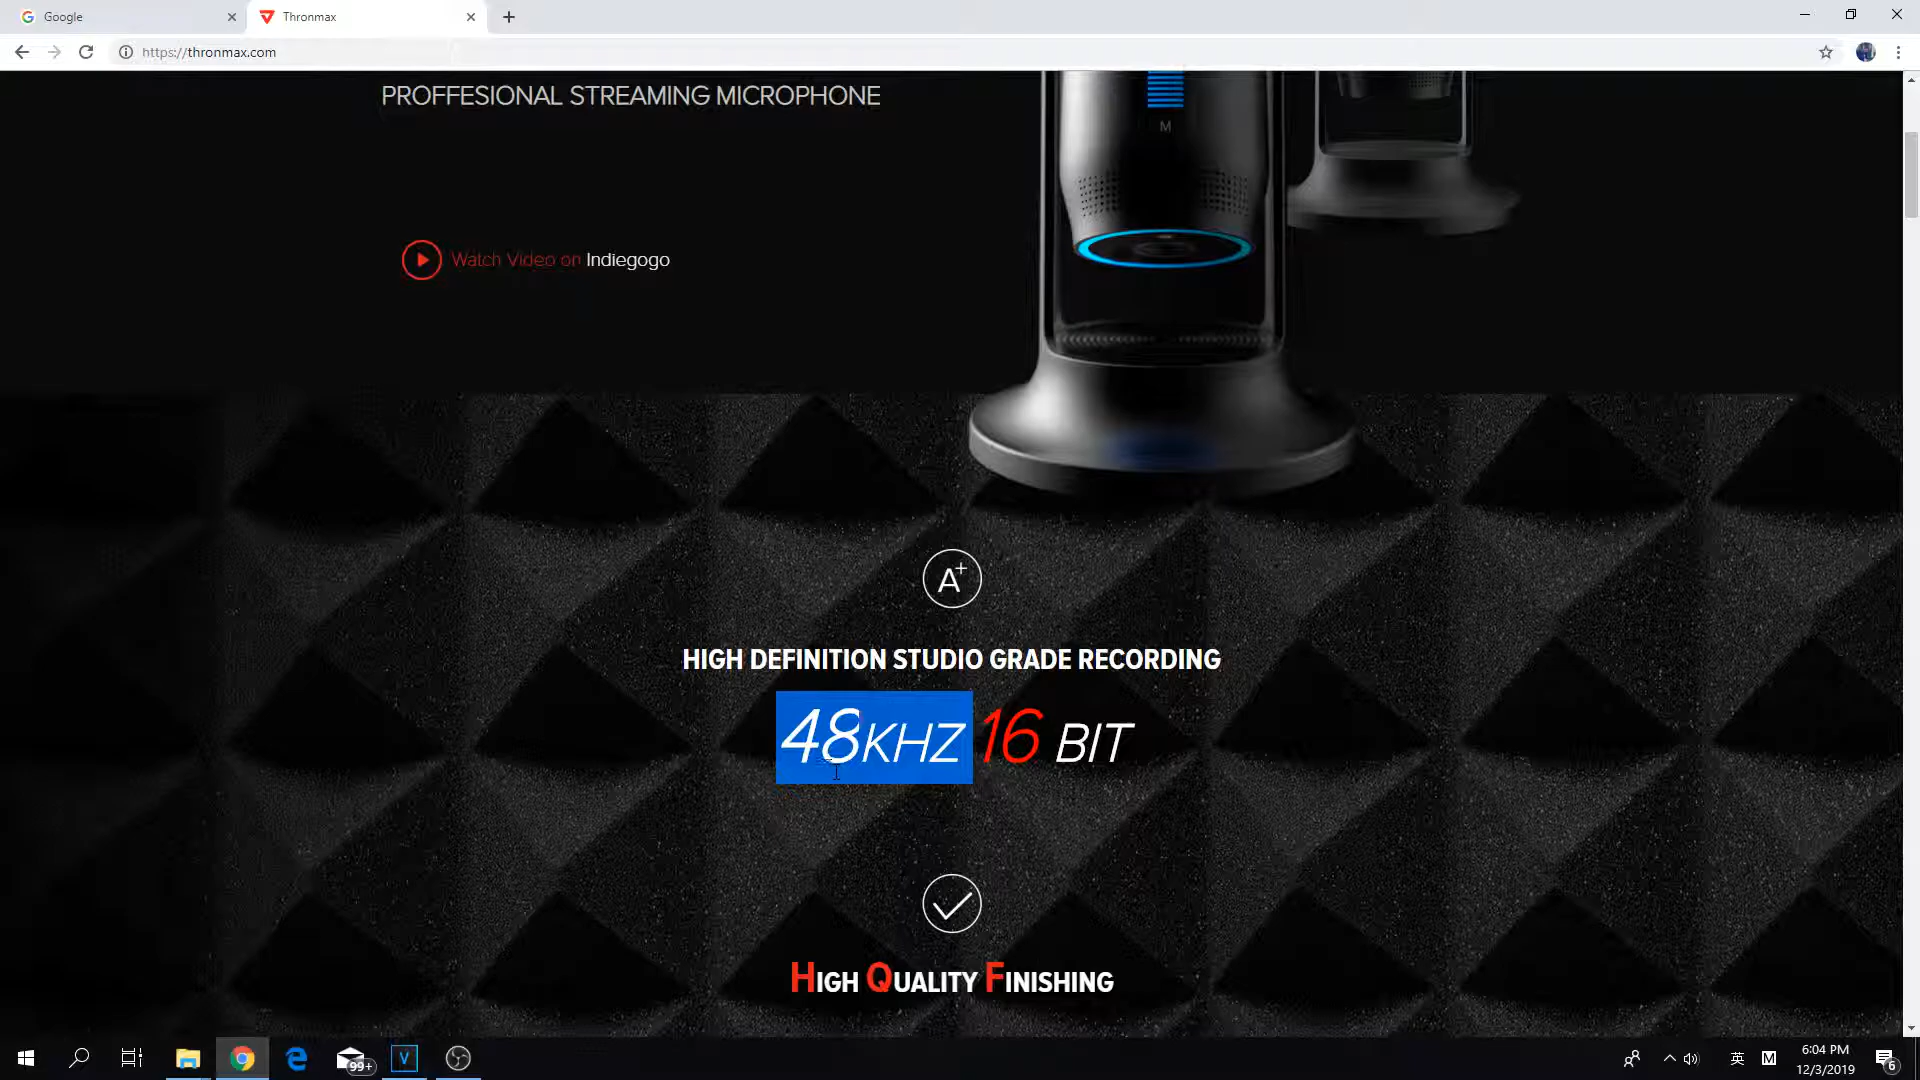 Google
Thronmax
https://thronmax.com
PROFFESIONAL STREAMING MICROPHONE
M
Watch Video on Indiegogo
A+
HIGH DEFINITION STUDIO GRADE RECORDING
48KHZ 16 BIT
HIGH QUALITY FINISHING
99+
V
英
M
6:04 PM
12/3/2019
6